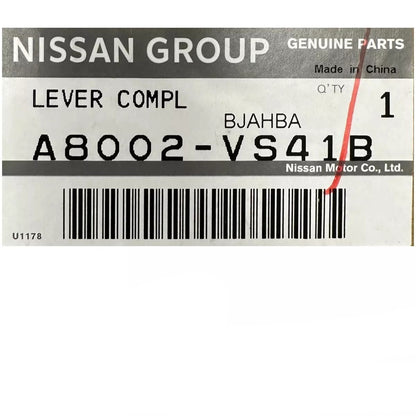 NISSAN GROUP GENUINE PARTS
Made in China
LEVER COMPL Q'TY 1
BJAHBA
A8002-VS41B
Nissan Motor Co., Ltd.
U1178